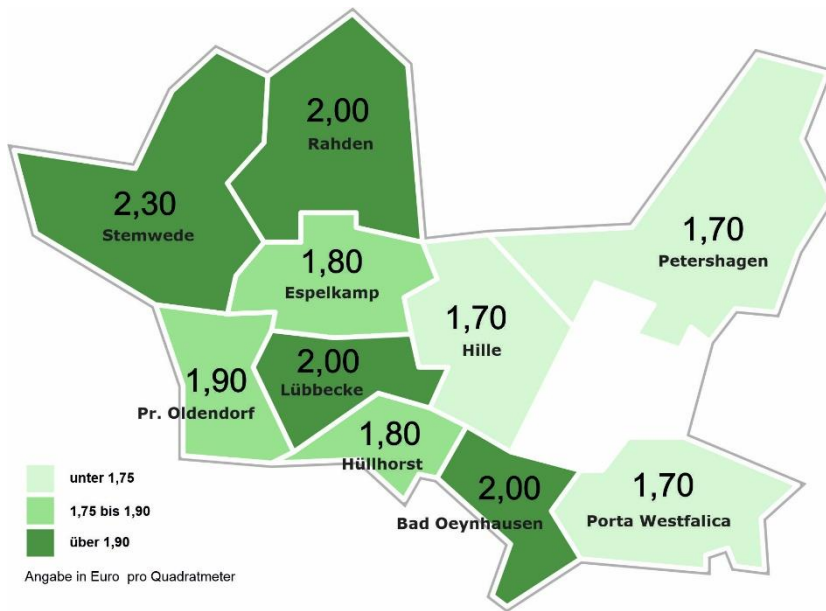 2,00
Rahden
2,30
Stemwede
1,70
Petershagen
1,80
Espelkamp
1,70
Hille
2,00
Lübbecke
1,90
Pr. Oldendorf
1,80
Hüllhorst
2,00
Bad Oeynhausen
1,70
Porta Westfalica
unter 1,75
1,75 bis 1,90
über 1,90
Angabe in Euro pro Quadratmeter